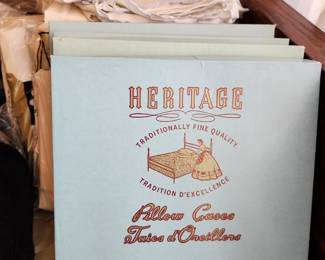 HERITAGE
TRADITIONALLY FINE QUALITY
TRADITION D'EXCELLENCE
Pillow Cases
Taies d'Oreillers